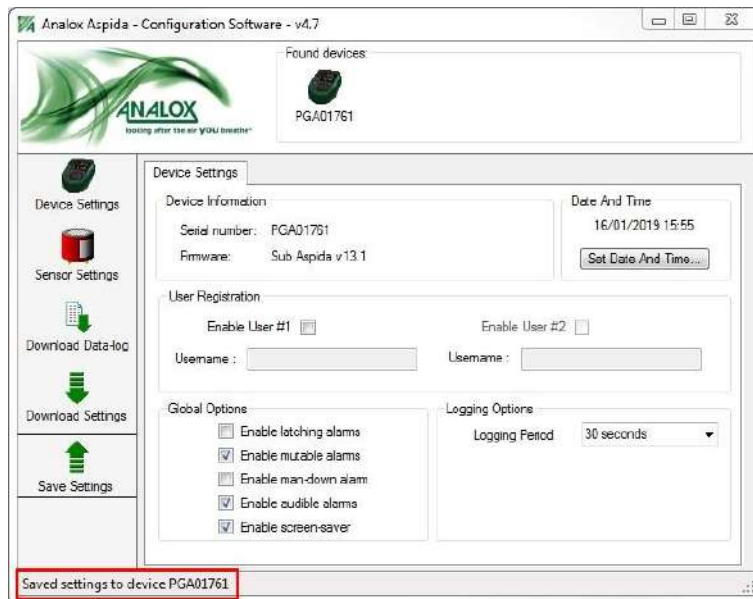 Analox Aspida - Configuration Software - v4.7
Found devices:
PGA01761
ANALOX
looking after the air YOU breathe*
Device Settings
Sensor Settings
Download Data-log
Download Settings
Save Settings
Device Settings
Device Information
Serial number: PGA01761
Firmware: Sub Aspida v13.1
Date And Time
16/01/2019 15:55
Set Date And Time...
User Registration
Enable User #1
Enable User #2
Username :
Username :
Global Options
Enable latching alarms
Enable mutable alarms
Enable man-down alarm
Enable audible alarms
Enable screen-saver
Logging Options
Logging Period 30 seconds
Saved settings to device PGA01761